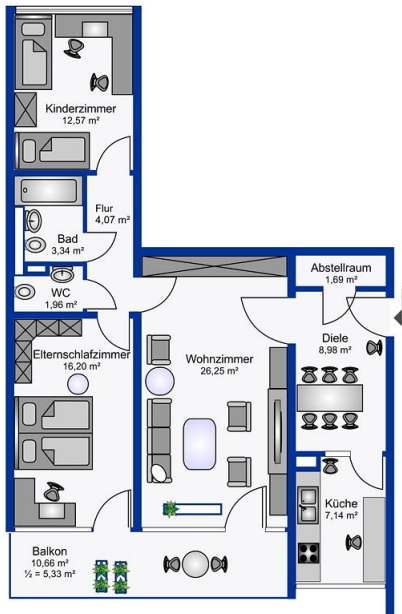 Kinderzimmer
12,57 m²
Flur
4,07 m²
Bad
3,34 m²
WC
1,96 m²
Abstellraum
1,69 m²
Diele
8,98 m²
Elternschlafzimmer
16,20 m²
Wohnzimmer
26,25 m²
Küche
7,14 m²
Balkon
10,66 m²
½ = 5,33 m²